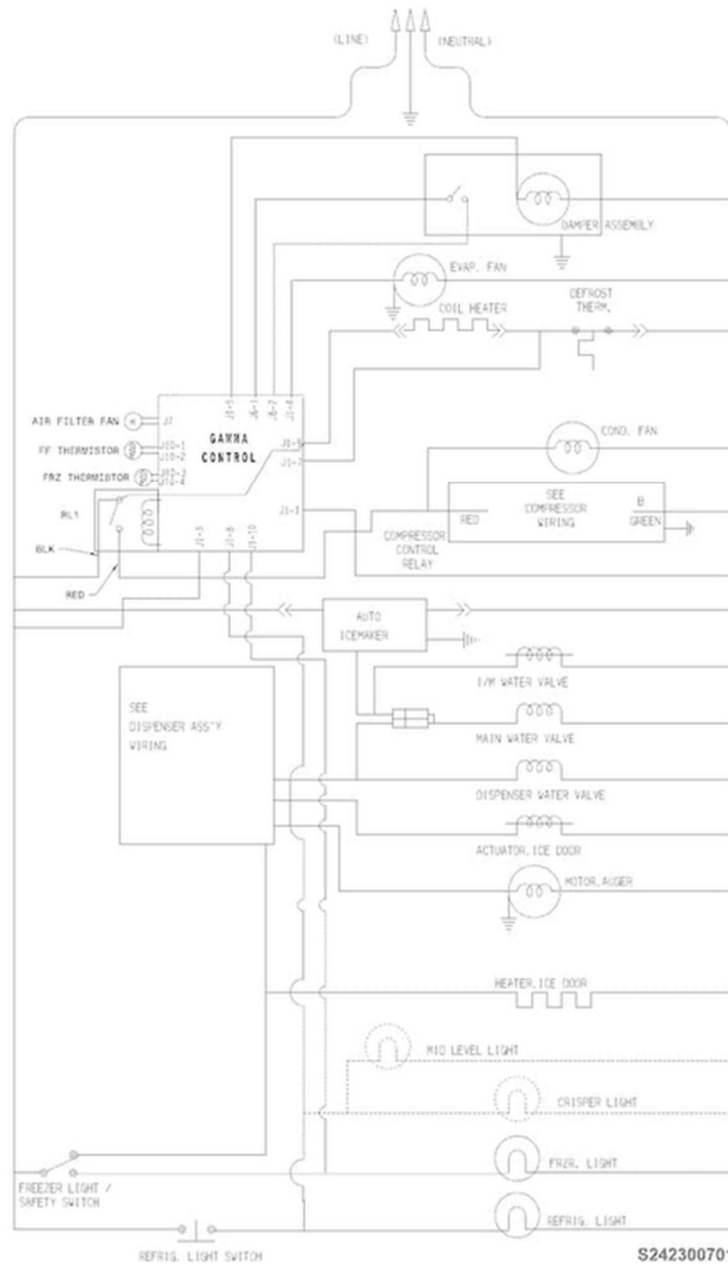 (LINE)
(NEUTRAL)
DAMPER ASSEMBLY
EVAP. FAN
COIL HEATER
DEFROST
THERM.
J1-5
J6-1
J6-2
J1-4
AIR FILTER FAN
J7
GAMMA
CONTROL
COND. FAN
FF THERMISTOR
J10-1
J10-2
J1-7
FRZ THERMISTOR
J10-3
J10-4
SEE
COMPRESSOR
WIRING
RED
B
GREEN
RL1
J1-3
J1-8
J1-10
COMPRESSOR
CONTROL
RELAY
BLK
RED
AUTO
ICEMAKER
I/M WATER VALVE
SEE
DISPENSER ASS'Y
WIRING
MAIN WATER VALVE
DISPENSER WATER VALVE
ACTUATOR,ICE DOOR
MOTOR,AUGER
HEATER,ICE DOOR
MID LEVEL LIGHT
CRISPER LIGHT
FRZR. LIGHT
FREEZER LIGHT /
SAFETY SWITCH
REFRIG. LIGHT
REFRIG. LIGHT SWITCH